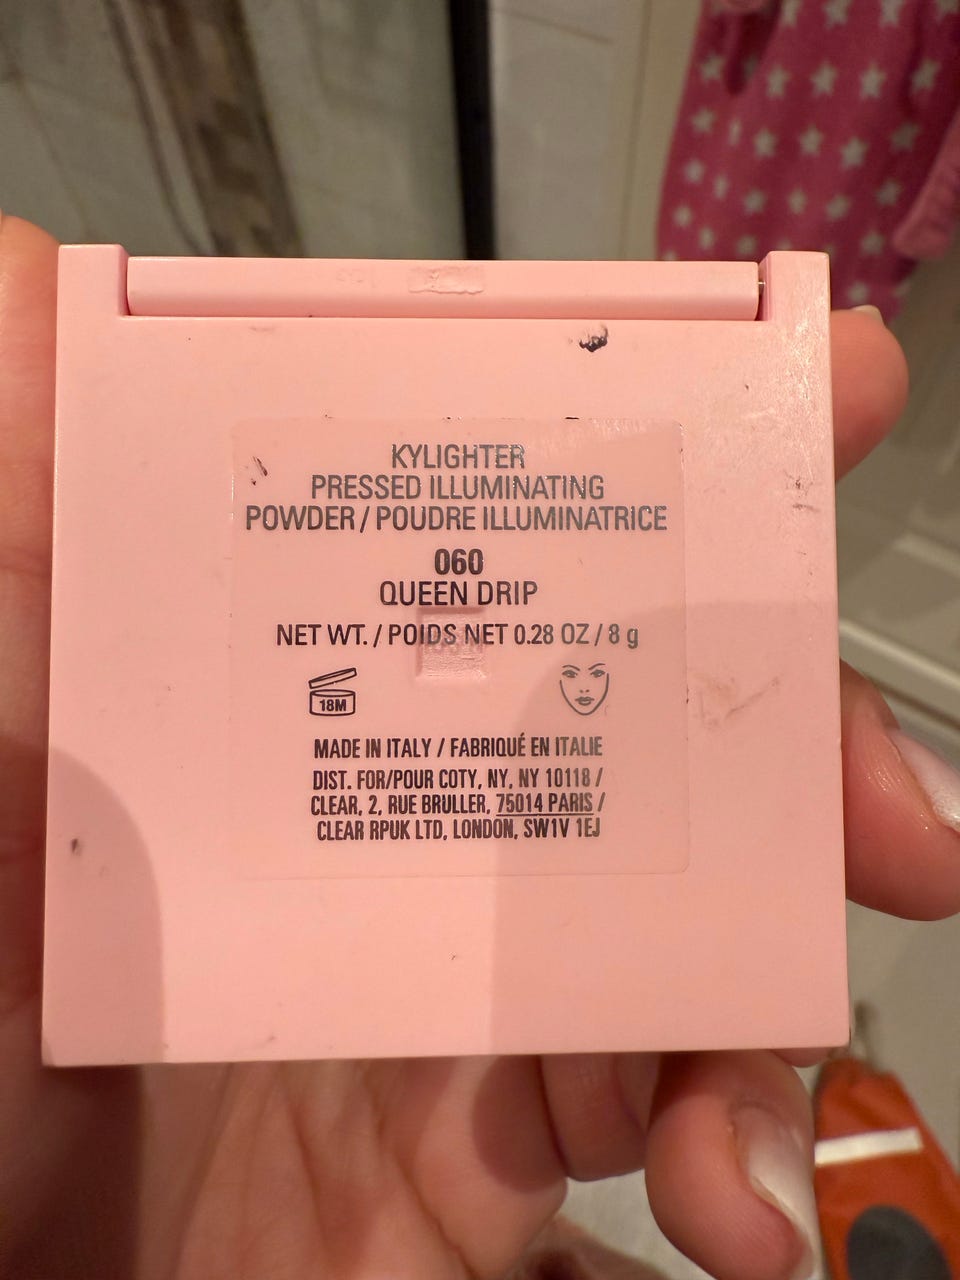 KYLIGHTER
PRESSED ILLUMINATING
POWDER / POUDRE ILLUMINATRICE
060
QUEEN DRIP
NET WT. / POIDS NET 0.28 OZ / 8 g
18M
MADE IN ITALY / FABRIQUÉ EN ITALIE
DIST. FOR/POUR COTY, NY, NY 10118 /
CLEAR, 2, RUE BRULLER, 75014 PARIS /
CLEAR RPUK LTD, LONDON, SW1V 1EJ